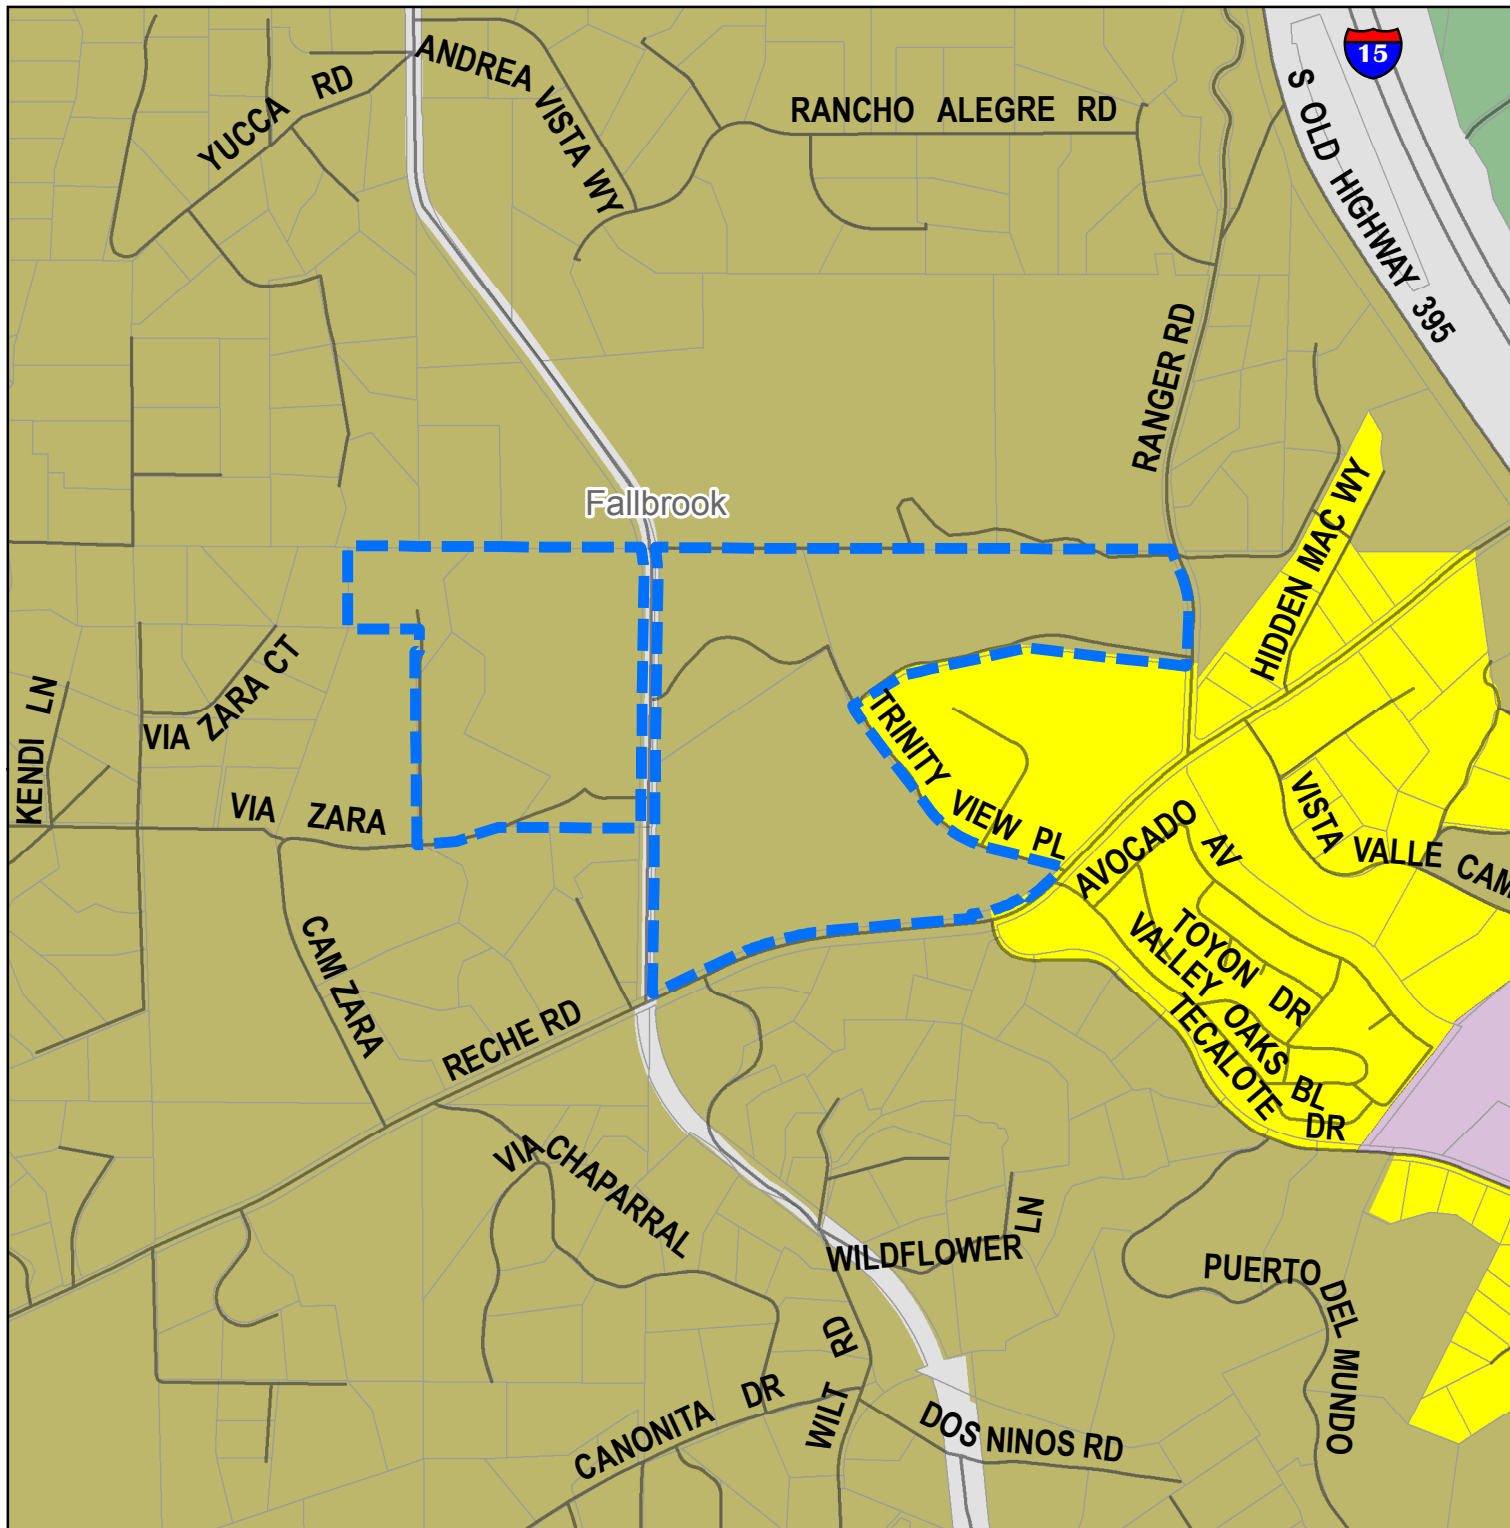 15
ANDREA VISTA WY
YUCCA RD
RANCHO ALEGRE RD
S OLD HIGHWAY 395
RANGER RD
Fallbrook
HIDDEN MAC WY
VIA ZARA CT
KENDI LN
TRINITY VIEW PL
VIA ZARA
VISTA VALLE CAM
AVOCADO AV
TOYON DR
VALLEY OAKS BL
TECALOTE DR
CAM ZARA
RECHE RD
VIA CHAPARRAL
WILDFLOWER LN
PUERTO DEL MUNDO
WILT RD
CANONITA DR
DOS NINOS RD